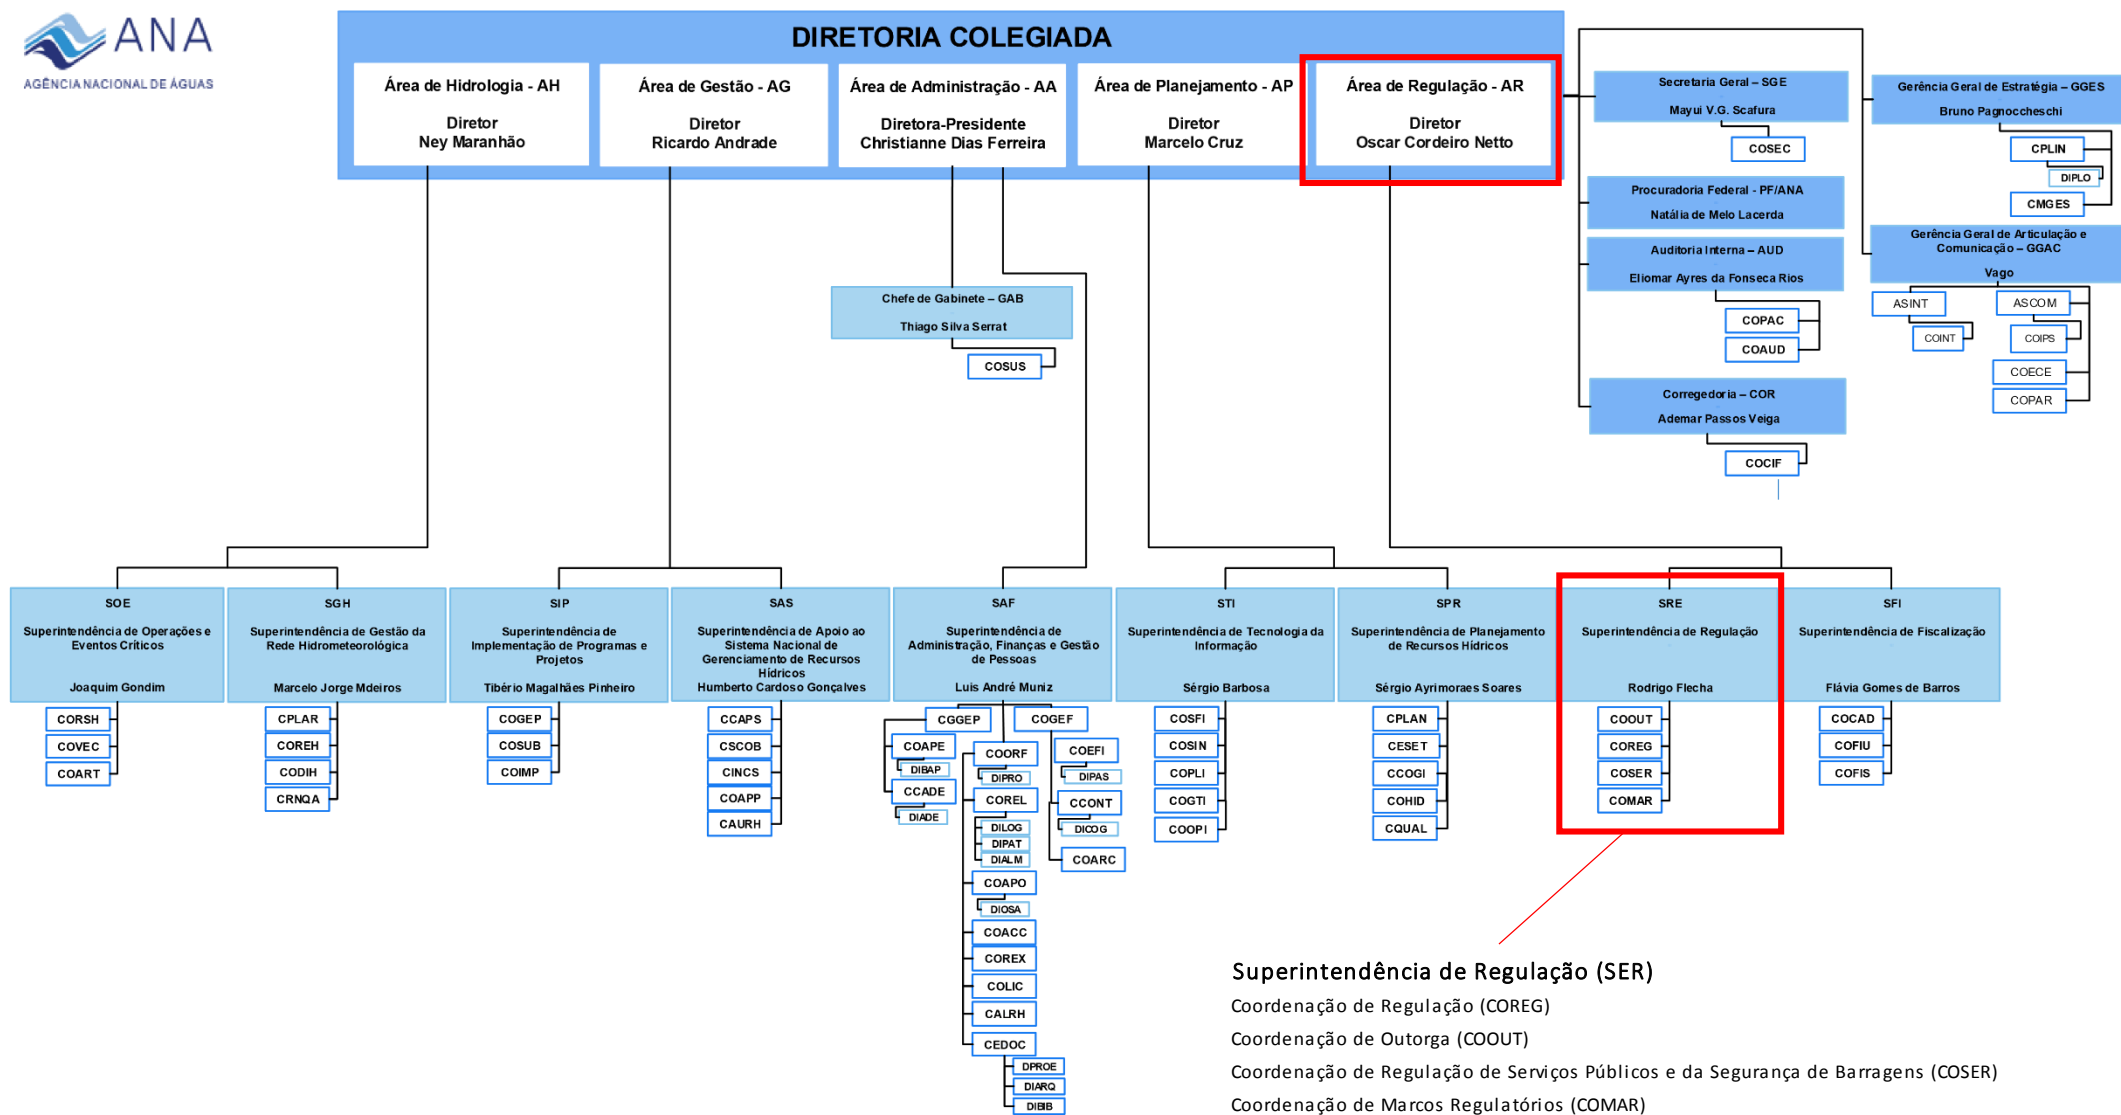 ANA
AGÊNCIA NACIONAL DE ÁGUAS
DIRETORIA COLEGIADA
Área de Hidrologia - AH
Diretor
Ney Maranhão
Área de Gestão - AG
Diretor
Ricardo Andrade
Área de Administração - AA
Diretora-Presidente
Christianne Dias Ferreira
Área de Planejamento - AP
Diretor
Marcelo Cruz
Área de Regulação - AR
Diretor
Oscar Cordeiro Netto
Secretaria Geral – SGE
Mayui V.G. Scafura
COSEC
Procuradoria Federal - PF/ANA
Natália de Melo Lacerda
Auditoria Interna – AUD
Eliomar Ayres da Fonseca Rios
COPAC
COAUD
Corregedoria – COR
Ademar Passos Veiga
COCIF
Gerência Geral de Estratégia – GGES
Bruno Pagnoccheschi
CPLIN
DIPLO
CMGES
Gerência Geral de Articulação e
Comunicação – GGAC
Vago
ASINT
COINT
ASCOM
COIPS
COECE
COPAR
Chefe de Gabinete – GAB
Thiago Silva Serrat
COSUS
SOE
Superintendência de Operações e
Eventos Críticos
Joaquim Gondim
CORSH
COVEC
COART
SGH
Superintendência de Gestão da
Rede Hidrometeorológica
Marcelo Jorge Mdeiros
CPLAR
COREH
CODIH
CRNQA
SIP
Superintendência de
Implementação de Programas e
Projetos
Tibério Magalhães Pinheiro
COGEP
COSUB
COIMP
SAS
Superintendência de Apoio ao
Sistema Nacional de
Gerenciamento de Recursos
Hídricos
Humberto Cardoso Gonçalves
CCAPS
CSCOB
CINCS
COAPP
CAURH
SAF
Superintendência de
Administração, Finanças e Gestão
de Pessoas
Luis André Muniz
CGGEP
COAPE
DIBAP
CCADE
DIADE
COORF
DIPRO
COREL
DILOG
DIPAT
DIALM
COAPO
DIOSA
COACC
COREX
COLIC
CALRH
CEDOC
DPROE
DIARQ
DIBIB
COGEF
COEFI
DIPAS
CCONT
DICOG
COARC
STI
Superintendência de Tecnologia da
Informação
Sérgio Barbosa
COSFI
COSIN
COPLI
COGTI
COOPI
SPR
Superintendência de Planejamento
de Recursos Hídricos
Sérgio Ayrimoraes Soares
CPLAN
CESET
CCOGI
COHID
CQUAL
SRE
Superintendência de Regulação
Rodrigo Flecha
COOUT
COREG
COSER
COMAR
SFI
Superintendência de Fiscalização
Flávia Gomes de Barros
COCAD
COFIU
COFIS
Superintendência de Regulação (SER)
Coordenação de Regulação (COREG)
Coordenação de Outorga (COOUT)
Coordenação de Regulação de Serviços Públicos e da Segurança de Barragens (COSER)
Coordenação de Marcos Regulatórios (COMAR)